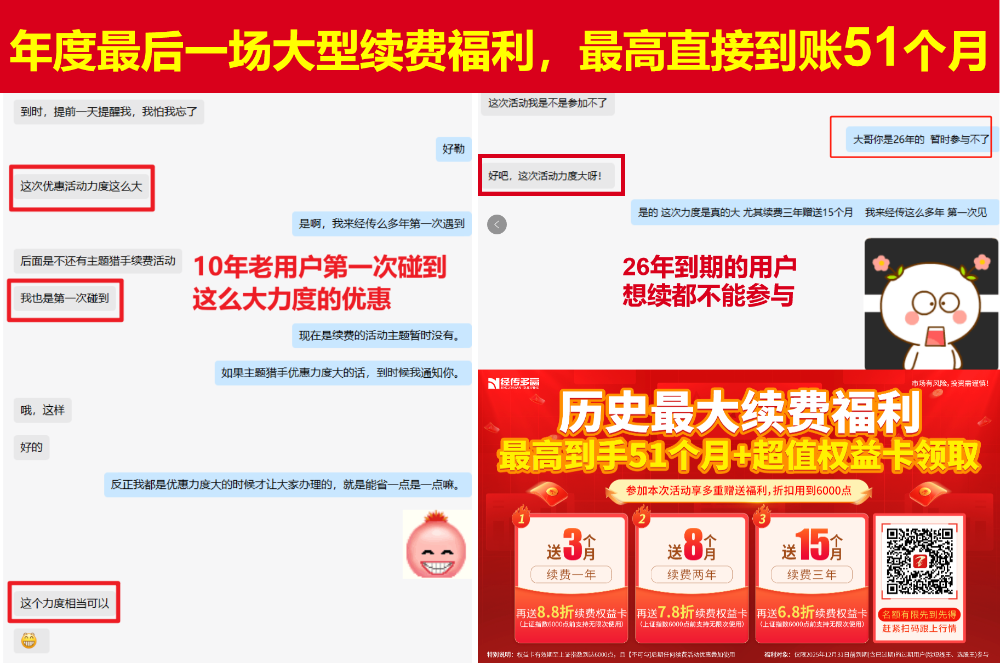 年度最后一场大型续费福利，最高直接到账51个月
到时，提前一天提醒我，我怕我忘了
好勒
这次优惠活动力度这么大
是啊，我来经传么多年第一次遇到
后面是不还有主题猎手续费活动
我也是第一次碰到
10年老用户第一次碰到
这么大力度的优惠
现在是续费的活动主题暂时没有。
如果主题猎手优惠力度大的话，到时候我通知你。
哦，这样
好的
反正我都是优惠力度大的时候才让大家办理的，就是能省一点是一点嘛。
这个力度相当可以
这次活动我是不是参加不了
大哥你是26年的 暂时参与不了
好吧，这次活动力度大呀！
是的 这次力度是真的大 尤其续费三年赠送15个月 我来经传这么多年 第一次见
26年到期的用户
想续都不能参与
经传多赢
JINGZHUAN DUOYING
市场有风险，投资需谨慎！
历史最大续费福利
最高到手51个月+超值权益卡领取
参加本次活动享多重赠送福利，折扣用到6000点
1
送3个月
续费一年
再送8.8折续费权益卡
（上证指数6000点前支持无限次使用）
2
送8个月
续费两年
再送7.8折续费权益卡
（上证指数6000点前支持无限次使用）
3
送15个月
续费三年
再送6.8折续费权益卡
（上证指数6000点前支持无限次使用）
名额有限先到先得
赶紧扫码跟上行情
特别说明：权益卡有效期至上证指数到达6000点，且【不可与]后期任何续费活动优惠叠加使用
福利对象：仅限2025年12月31日前到期(含已过期)的过期用户(除短线王、选股王)参与